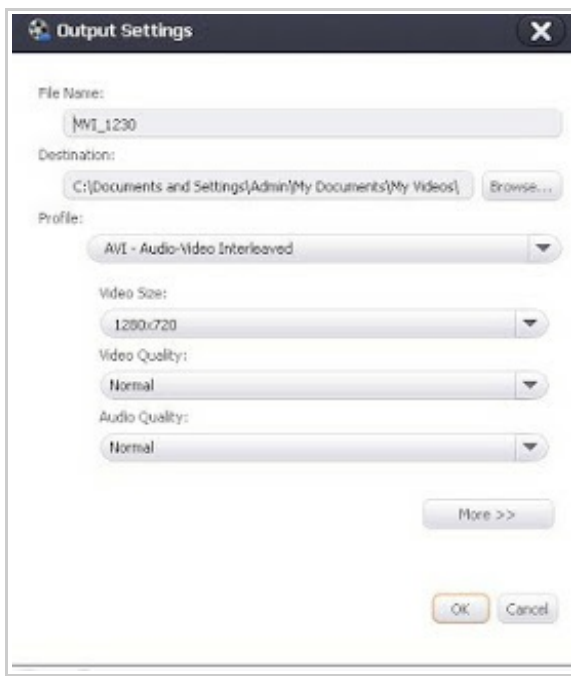 Output Settings
File Name:
MVI_1230
Destination:
C:\Documents and Settings\Admin\My Documents\My Videos\ Browse...
Profile:
AVI - Audio-Video Interleaved
Video Size:
1280x720
Video Quality:
Normal
Audio Quality:
Normal
More >>
OK Cancel